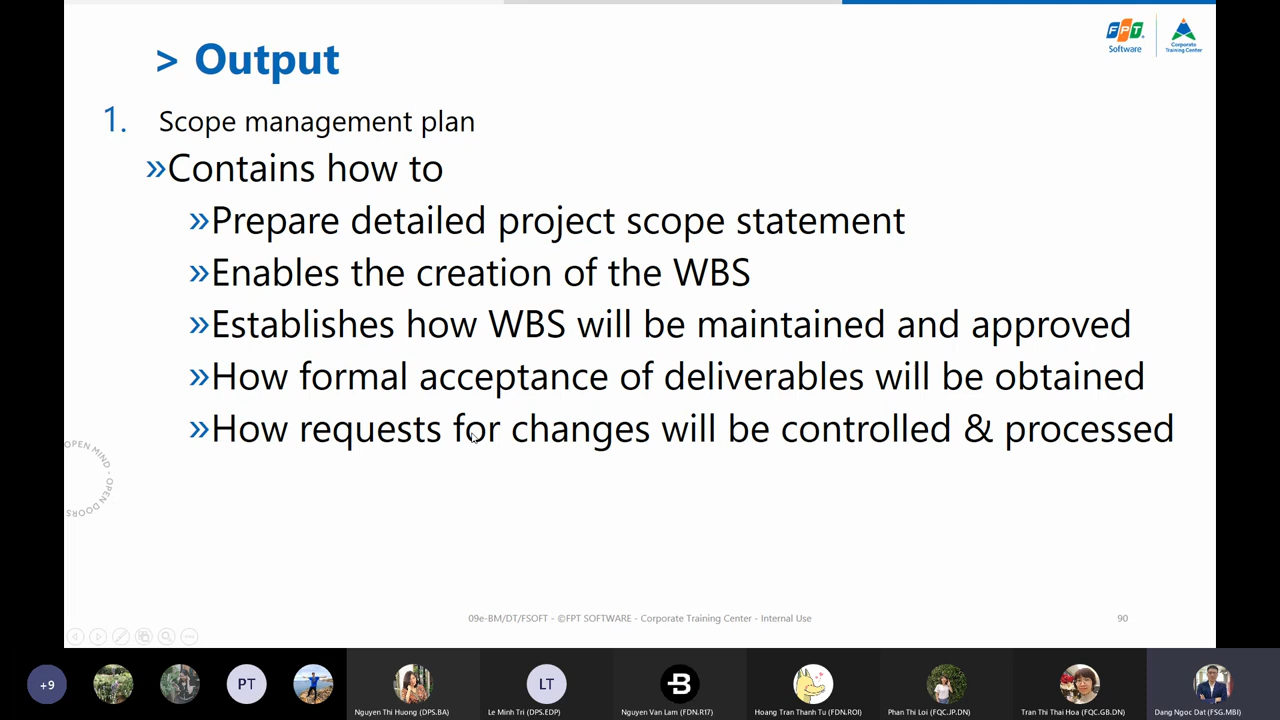 > Output
FPT
Software
Corporate
Training Center
1. Scope management plan
»Contains how to
»Prepare detailed project scope statement
»Enables the creation of the WBS
»Establishes how WBS will be maintained and approved
»How formal acceptance of deliverables will be obtained
»How requests for changes will be controlled & processed
OPEN MIND - OPEN DOORS
09e-BM/DT/FSOFT - ©FPT SOFTWARE - Corporate Training Center - Internal Use
90
+9
PT
LT
Nguyen Thi Huong (DPS.BA)
Le Minh Tri (DPS.EDP)
Nguyen Van Lam (FDN.R17)
Hoang Tran Thanh Tu (FDN.ROI)
Phan Thi Loi (FQC.JP.DN)
Tran Thi Thai Hoa (FQC.GB.DN)
Dang Ngoc Dat (FSG.MBI)